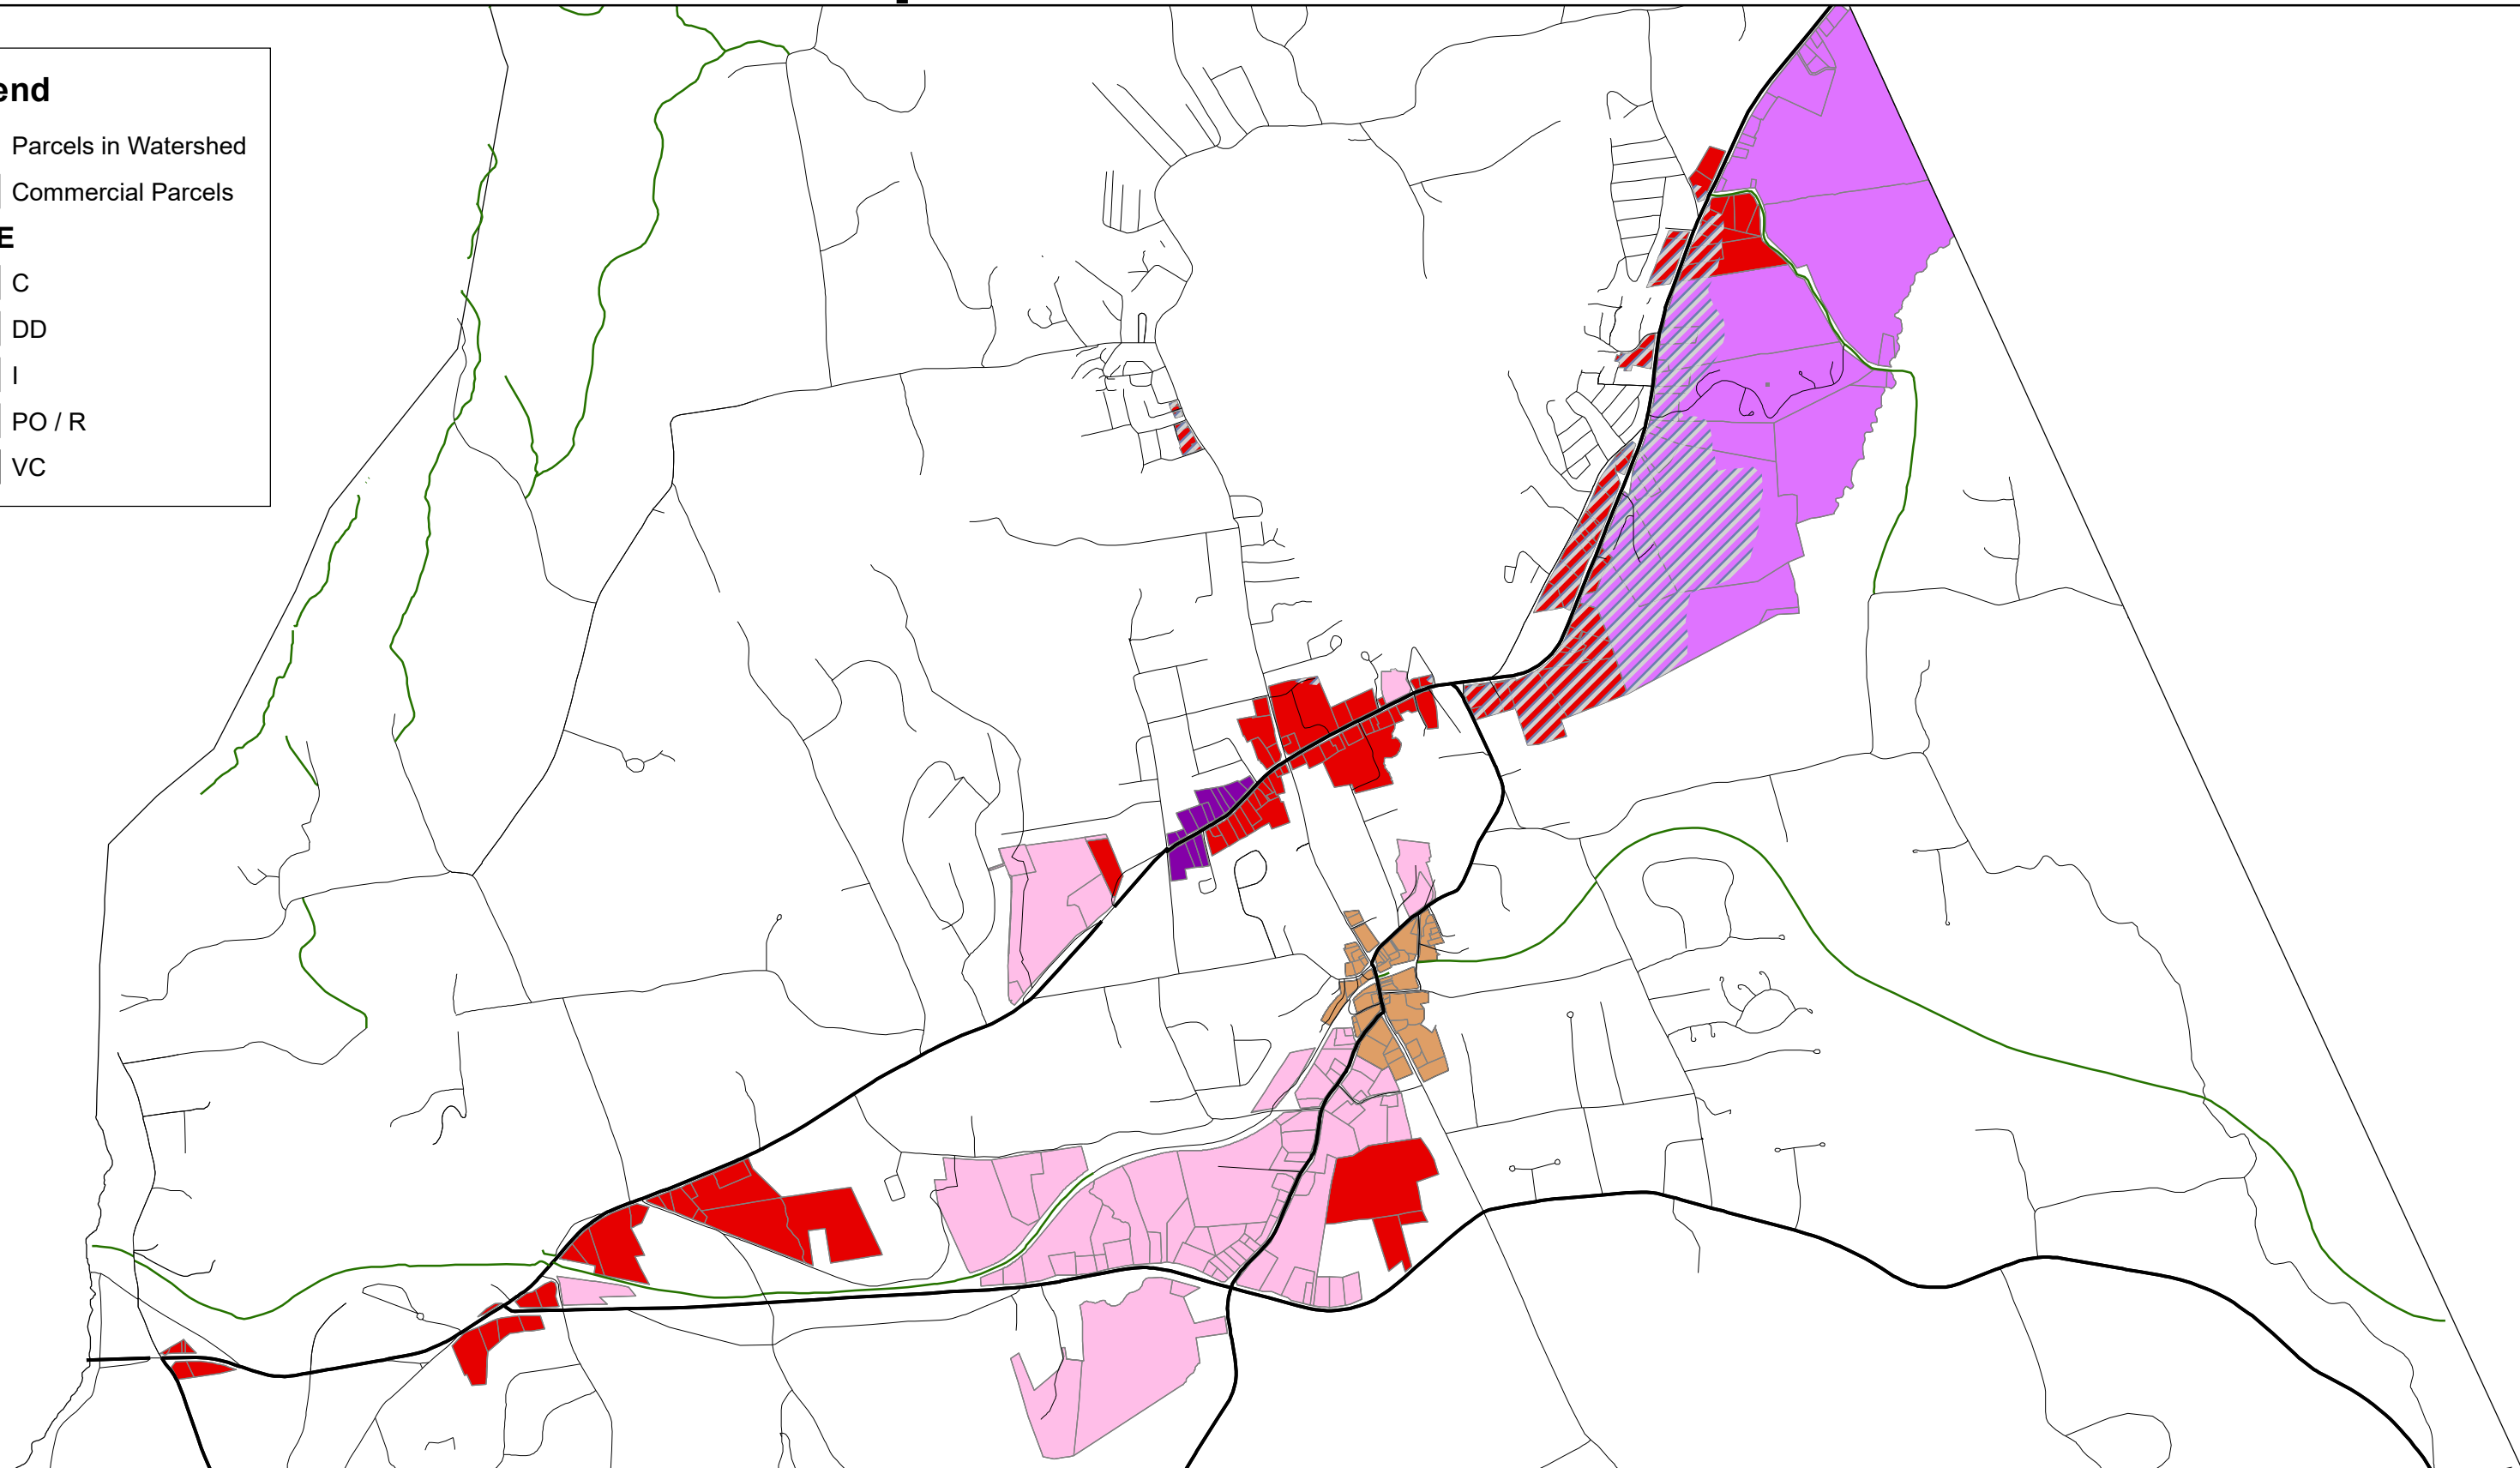 end
Parcels in Watershed
Commercial Parcels
E
C
DD
I
PO / R
VC